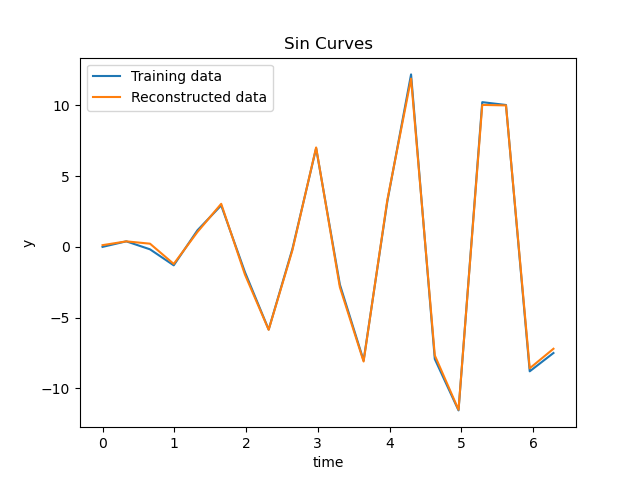 Sin Curves
Training data
Reconstructed data
10
5
0
−5
−10
y
0 1 2 3 4 5 6
time